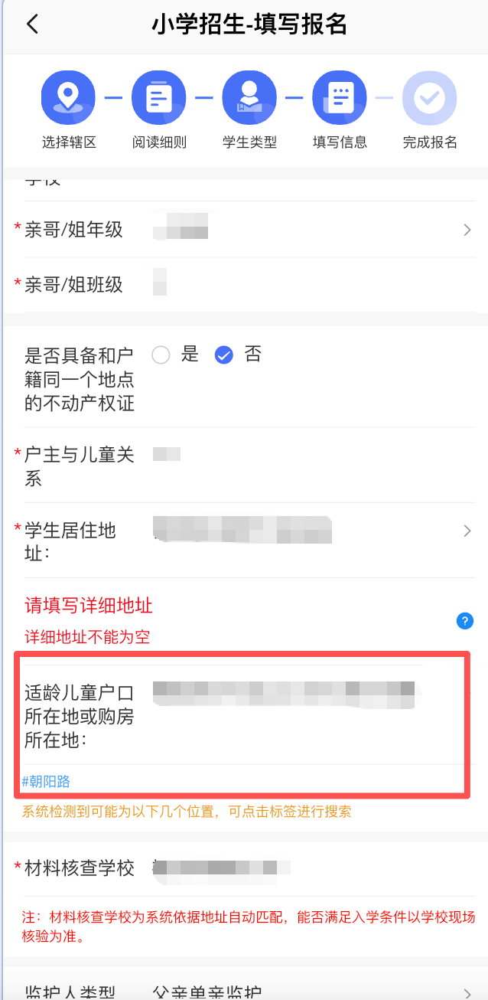 小学招生-填写报名
选择辖区 阅读细则 学生类型 填写信息 完成报名
学校
*亲哥/姐年级
*亲哥/姐班级
是否具备和户 是 否
籍同一个地点
的不动产权证
*户主与儿童关
系
*学生居住地
址:
请填写详细地址
?
详细地址不能为空
适龄儿童户口
所在地或购房
所在地:
#朝阳路
系统检测到可能为以下几个位置，可点击标签进行搜索
*材料核查学校
注：材料核查学校为系统依据地址自动匹配，能否满足入学条件以学校现场
核验为准。
监护人类型 父亲单亲监护